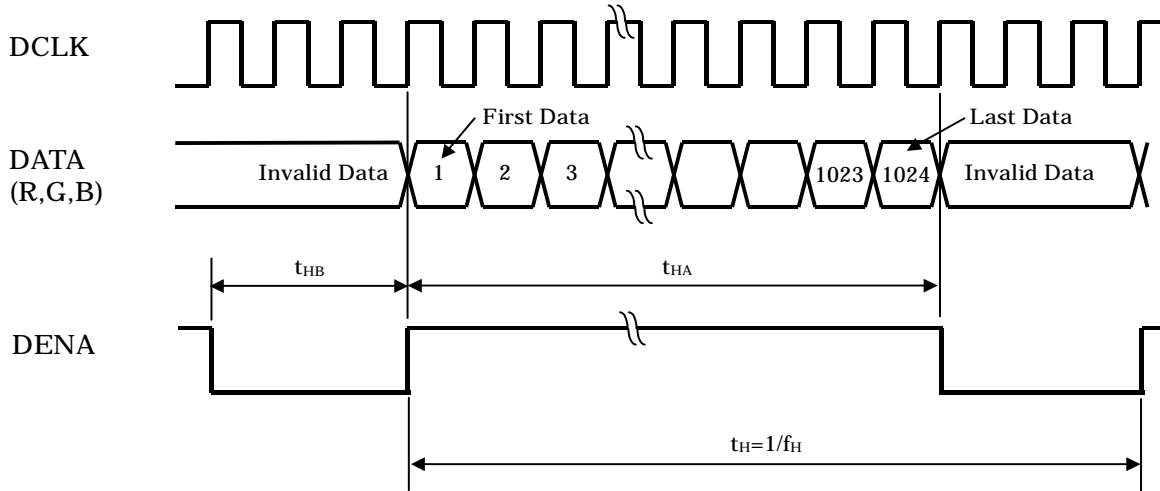 DCLK
First Data
Last Data
DATA
(R,G,B)
Invalid Data
1
2
3
1023
1024
Invalid Data
tHB
tHA
DENA
tH=1/fH